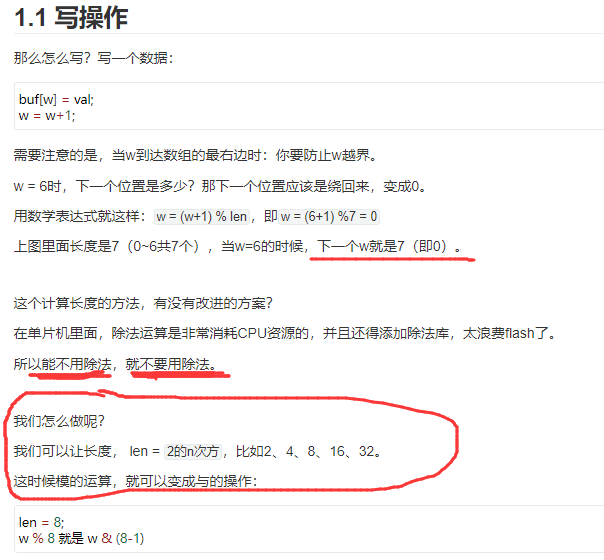 1.1 写操作
那么怎么写？写一个数据：
buf[w] = val;
w = w+1;
需要注意的是，当w到达数组的最右边时：你要防止w越界。
w = 6时，下一个位置是多少？那下一个位置应该是绕回来，变成0。
用数学表达式就这样：w = (w+1) % len，即 w = (6+1) %7 = 0
上图里面长度是7（0~6共7个），当w=6的时候，下一个w就是7（即0）。
这个计算长度的方法，有没有改进的方案？
在单片机里面，除法运算是非常消耗CPU资源的，并且还得添加除法库，太浪费flash了。
所以能不用除法，就不要用除法。
我们怎么做呢？
我们可以让长度， len = 2的n次方，比如2、4、8、16、32。
这时候模的运算，就可以变成与的操作：
len = 8;
w % 8 就是 w & (8-1)